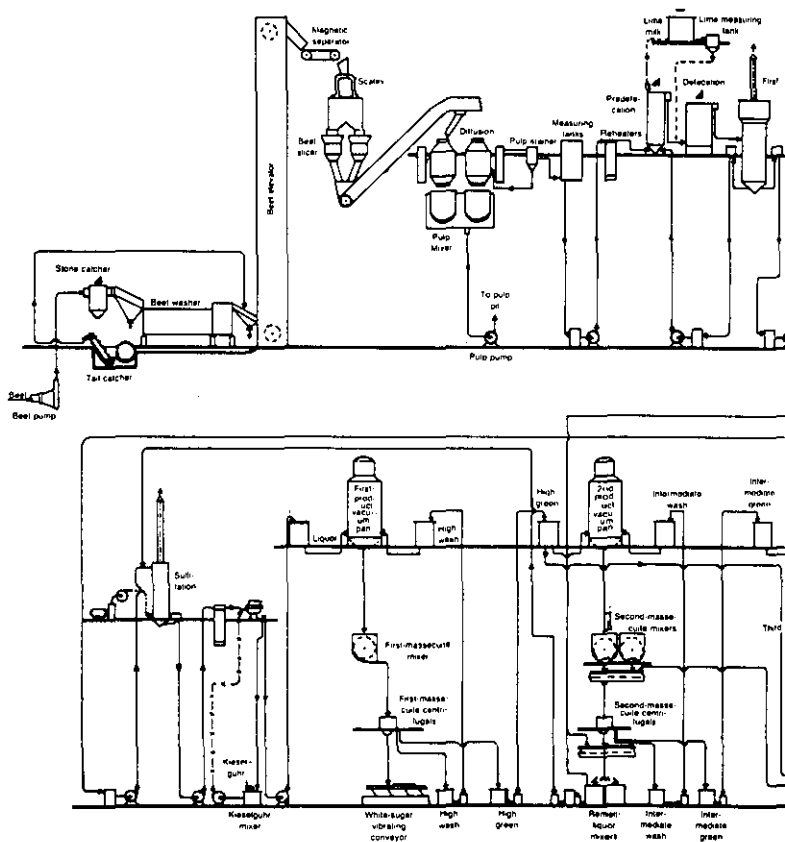 Magnetic
separator
Scales
Beet
slicer
Beet elevator
Diffusion
Pulp
Mixer
Measuring
tanks
Reheaters
Lime
milk
Lime measuring
tank
Predefe-
cation
Defecation
First
Stone catcher
Beet washer
Tail catcher
Beet
Beet pump
To pulp
pit
Pulp pump
First-
prod-
uct
vacu-
um
pan
Liquor
High
wash
High
green
2nd
prod
uct
vacu
um
pan
Intermediate
wash
Inter-
mediate
green
Sulfi-
tation
First-massecuite
mixer
Second-masse-
cuite mixers
Third
First-masse-
cuite centri-
fugals
Second-masse-
cuite centri-
fugals
Kiesel-
guhr
Kieselguhr
mixer
White-sugar
vibrating
conveyor
High
wash
High
green
Remelt-
liquor
mixers
Inter-
mediate
wash
Inter-
mediate
green